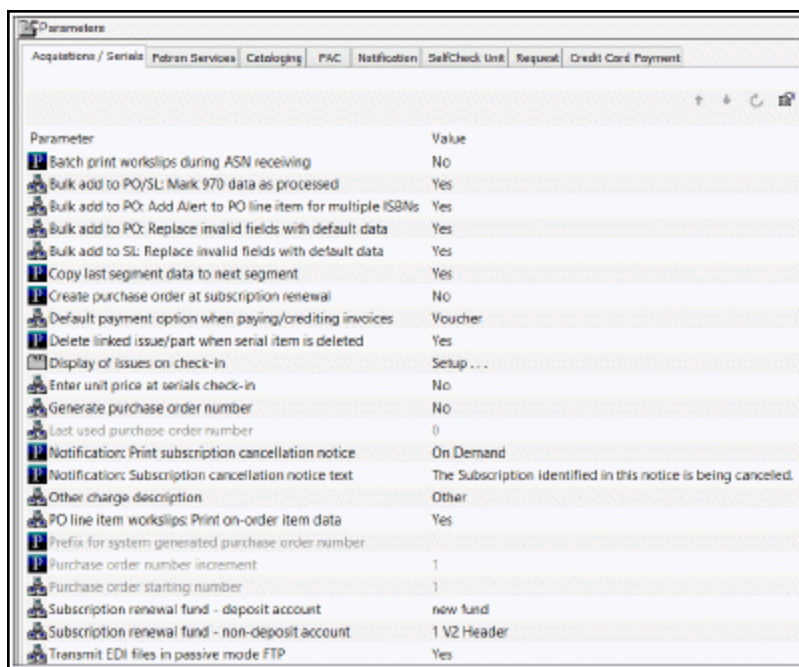 Parameters
Acquisitions / Serials Patron Services Cataloging PAC Notification SelfCheck Unit Request Credit Card Payment
Parameter Value
Batch print workslips during ASN receiving No
Bulk add to PO/SL: Mark 970 data as processed Yes
Bulk add to PO: Add Alert to PO line item for multiple ISBNs Yes
Bulk add to PO: Replace invalid fields with default data Yes
Bulk add to SL: Replace invalid fields with default data Yes
Copy last segment data to next segment Yes
Create purchase order at subscription renewal No
Default payment option when paying/crediting invoices Voucher
Delete linked issue/part when serial item is deleted Yes
Display of issues on check-in Setup . . .
Enter unit price at serials check-in No
Generate purchase order number No
Last used purchase order number 0
Notification: Print subscription cancellation notice On Demand
Notification: Subscription cancellation notice text The Subscription identified in this notice is being canceled.
Other charge description Other
PO line item workslips: Print on-order item data Yes
Prefix for system generated purchase order number
Purchase order number increment 1
Purchase order starting number 1
Subscription renewal fund - deposit account new fund
Subscription renewal fund - non-deposit account 1 V2 Header
Transmit EDI files in passive mode FTP Yes